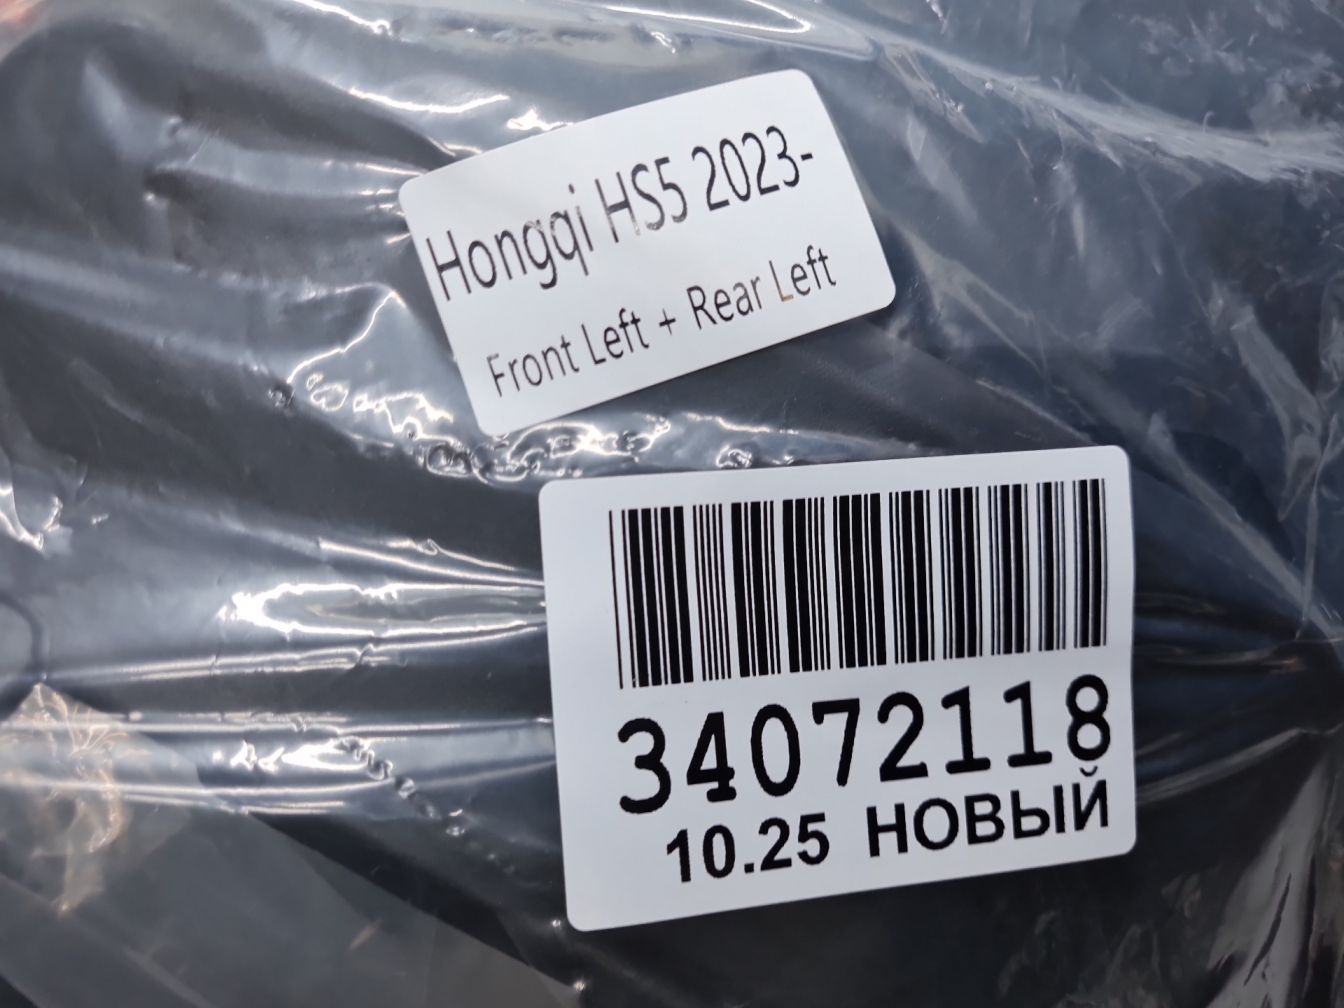 Hongqi HS5 2023-
Front Left + Rear Left
34072118
10.25 НОВЫЙ